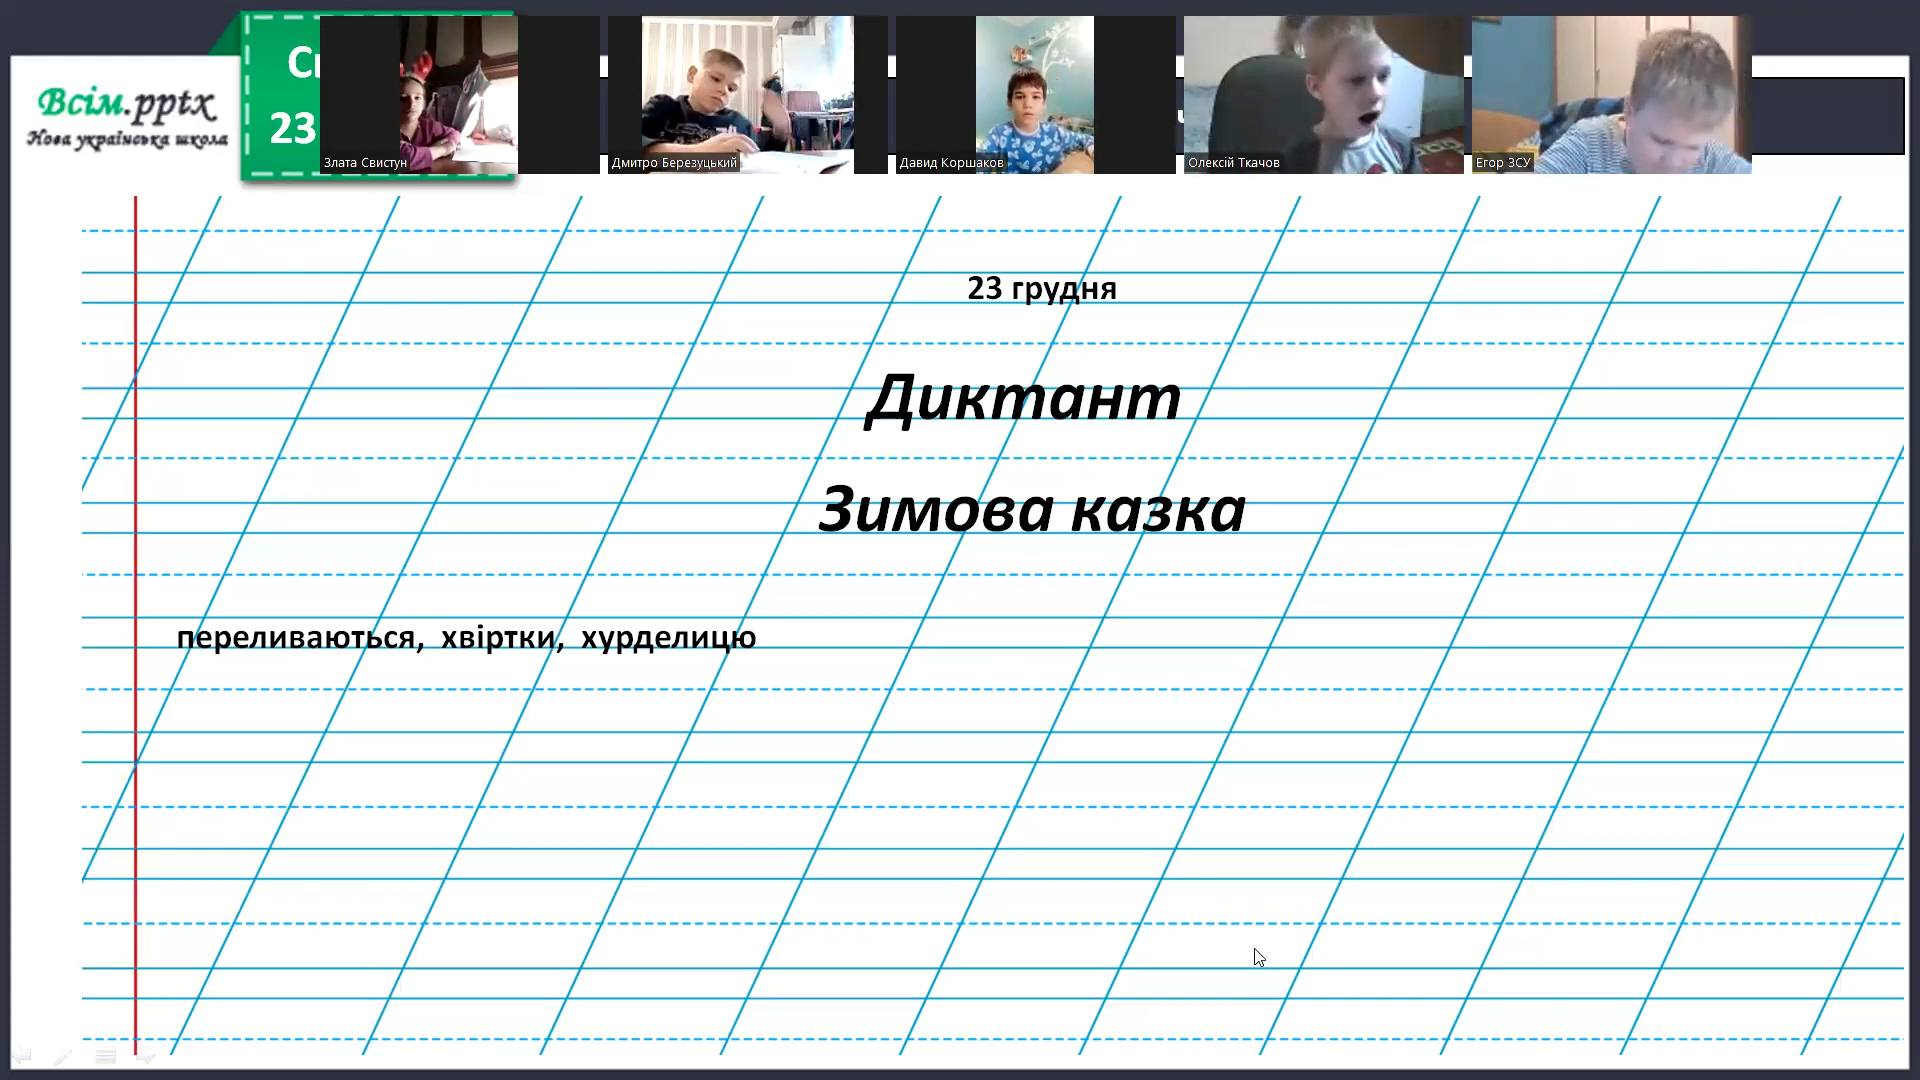 Всім.pptx
Нова українська школа
23
Злата Свистун
Дмитро Березуцький
Давид Коршаков
Олексій Ткачов
Егор ЗСУ
23 грудня
Диктант
Зимова казка
переливаються, хвіртки, хурделицю